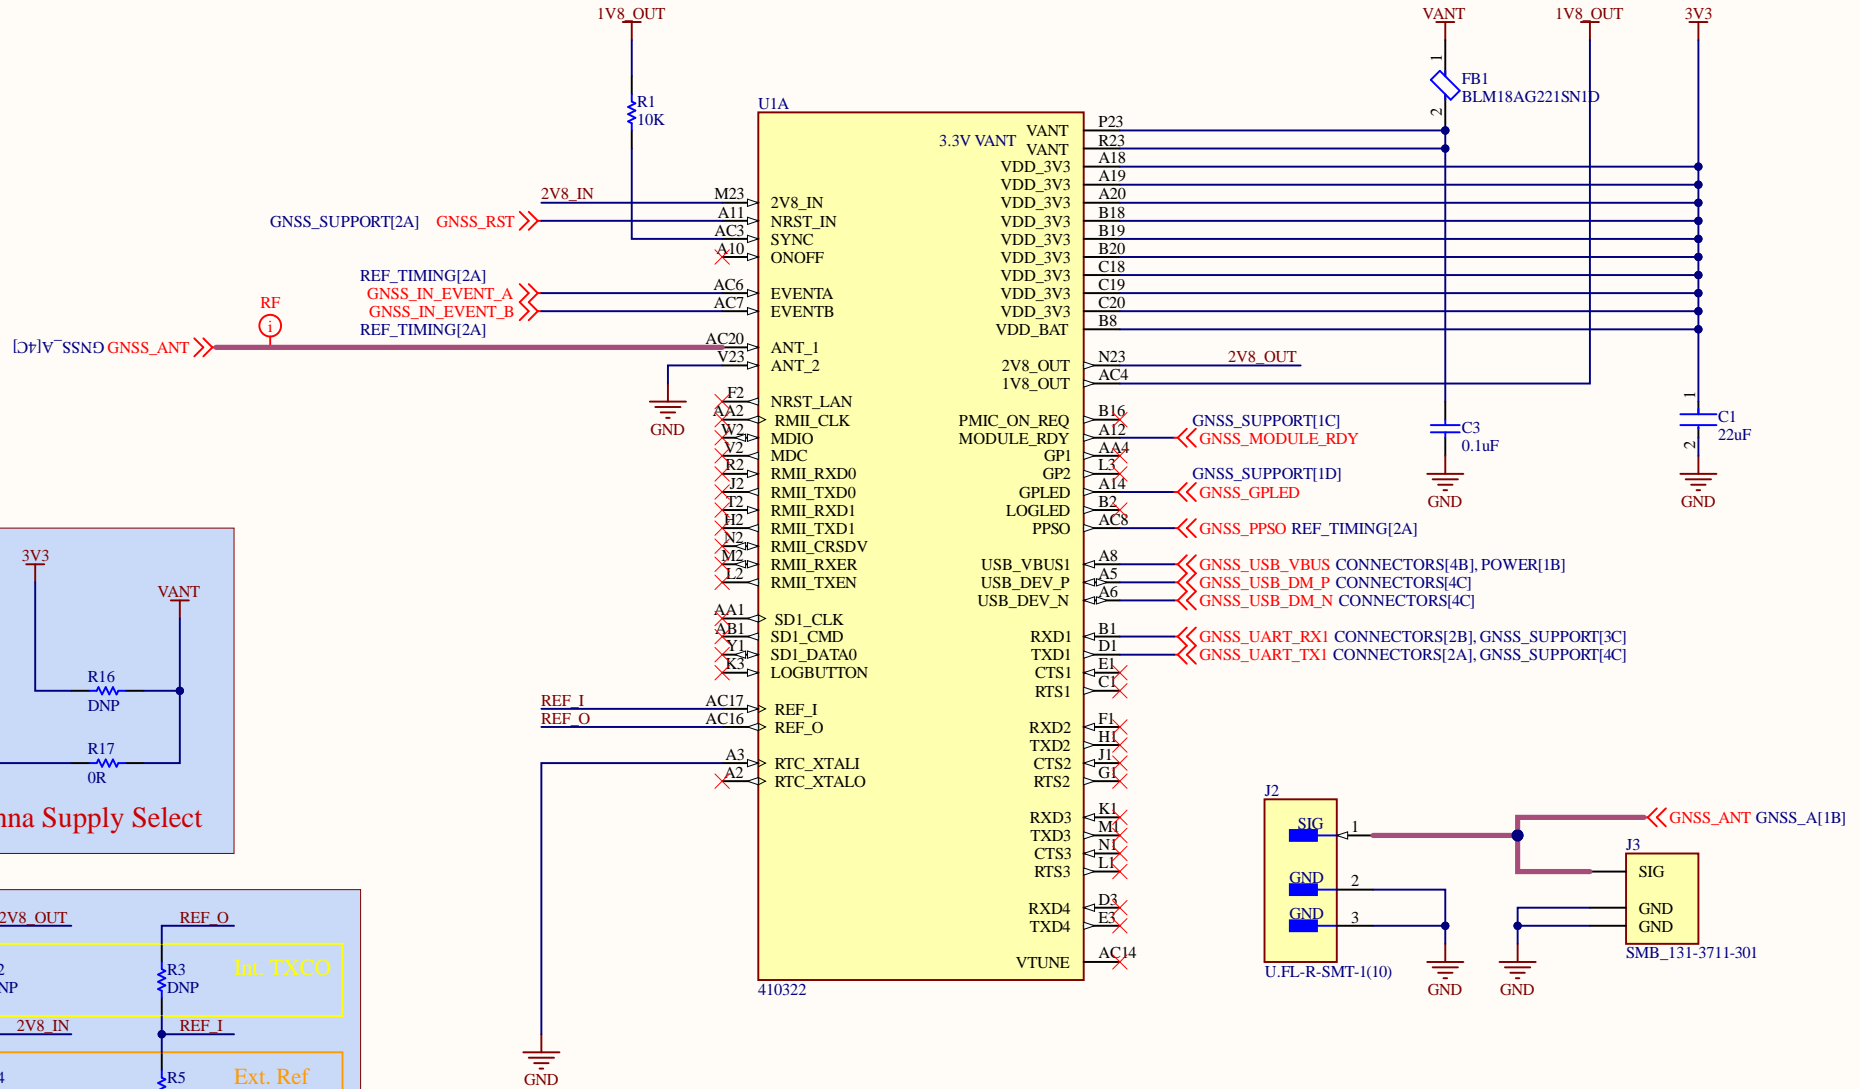 1V8_OUT
VANT
1V8_OUT
3V3
1
FB1
BLM18AG221SN1D
2
R1
10K
U1A
3.3V VANT
VANT P23
VANT R23
VDD_3V3 A18
VDD_3V3 A19
VDD_3V3 A20
VDD_3V3 B18
VDD_3V3 B19
VDD_3V3 B20
VDD_3V3 C18
VDD_3V3 C19
VDD_3V3 C20
VDD_BAT B8
2V8_OUT N23 2V8_OUT
1V8_OUT AC4
2V8_IN M23 2V8_IN
GNSS_SUPPORT[2A] GNSS_RST A11 NRST_IN
AC3 SYNC
A10 ONOFF
REF_TIMING[2A]
GNSS_IN_EVENT_A AC6 EVENTA
GNSS_IN_EVENT_B AC7 EVENTB
REF_TIMING[2A]
RF
i
GNSS_A[4C] GNSS_ANT AC20 ANT_1
V23 ANT_2
GND
F2 NRST_LAN
AA2 RMII_CLK
W2 MDIO
V2 MDC
R2 RMII_RXD0
J2 RMII_TXD0
T2 RMII_RXD1
H2 RMII_TXD1
N2 RMII_CRSDV
M2 RMII_RXER
L2 RMII_TXEN
AA1 SD1_CLK
AB1 SD1_CMD
Y1 SD1_DATA0
K3 LOGBUTTON
REF_I AC17 REF_I
REF_O AC16 REF_O
A3 RTC_XTALI
A2 RTC_XTALO
GND
410322
PMIC_ON_REQ B16
GNSS_SUPPORT[1C]
MODULE_RDY A12 GNSS_MODULE_RDY
GP1 AA4
GP2 L3
GNSS_SUPPORT[1D]
GPLED A14 GNSS_GPLED
LOGLED B2
PPSO AC8 GNSS_PPSO REF_TIMING[2A]
USB_VBUS1 A8 GNSS_USB_VBUS CONNECTORS[4B], POWER[1B]
USB_DEV_P A5 GNSS_USB_DM_P CONNECTORS[4C]
USB_DEV_N A6 GNSS_USB_DM_N CONNECTORS[4C]
RXD1 B1 GNSS_UART_RX1 CONNECTORS[2B], GNSS_SUPPORT[3C]
TXD1 D1 GNSS_UART_TX1 CONNECTORS[2A], GNSS_SUPPORT[4C]
CTS1 E1
RTS1 C1
RXD2 F1
TXD2 H1
CTS2 J1
RTS2 G1
RXD3 K1
TXD3 M1
CTS3 N1
RTS3 L1
RXD4 D3
TXD4 E3
VTUNE AC14
C3
0.1uF
GND
1
C1
22uF
2
GND
3V3
VANT
R16
DNP
R17
0R
nna Supply Select
2V8_OUT
REF_O
Int. TXCO
2
NP
R3
DNP
2V8_IN
REF_I
4
R5
Ext. Ref
J2
SIG 1
GND 2
GND 3
U.FL-R-SMT-1(10)
GND
GNSS_ANT GNSS_A[1B]
J3
SIG
GND
GND
SMB_131-3711-301
GND